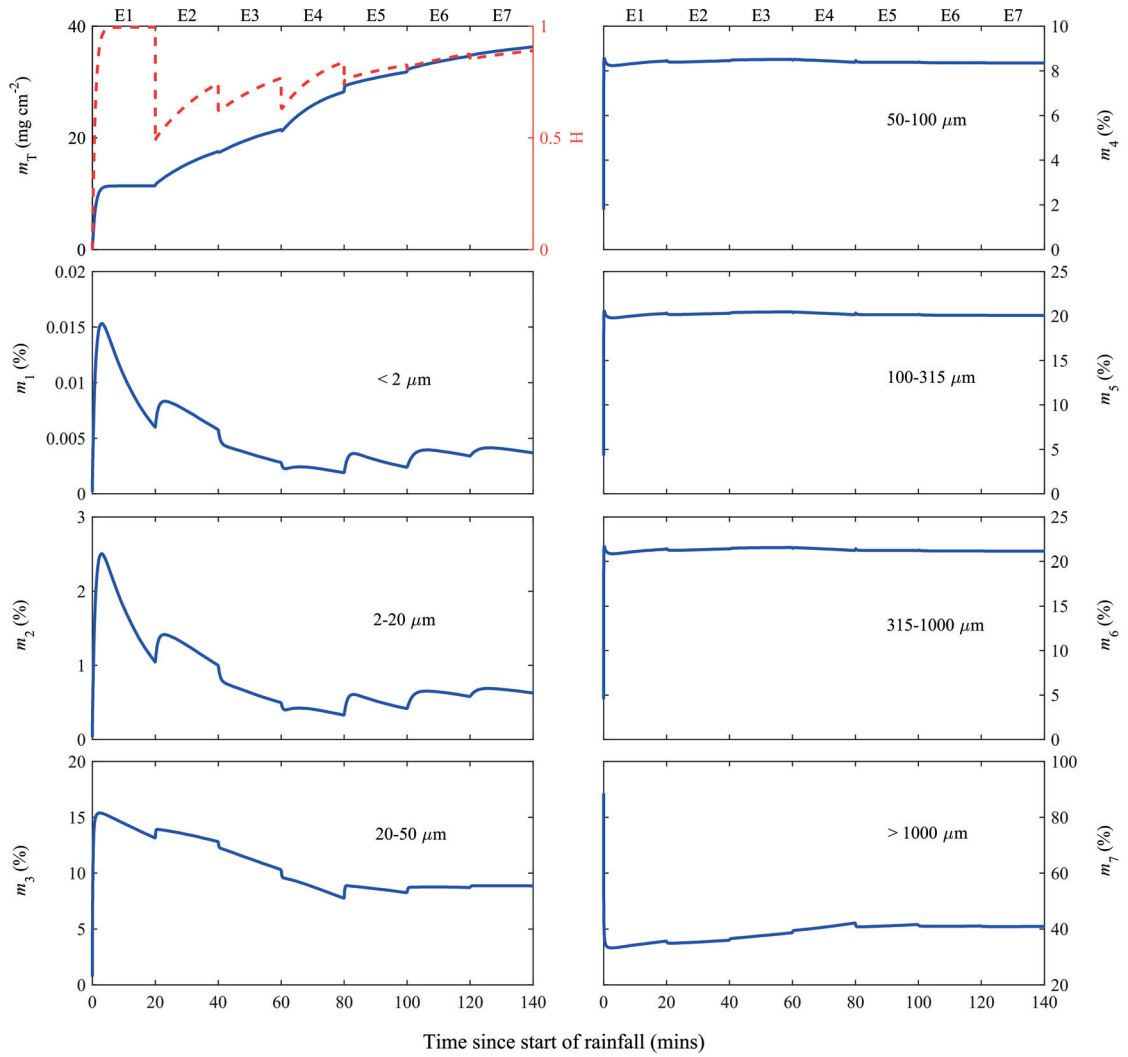 E1 E2 E3 E4 E5 E6 E7
E1 E2 E3 E4 E5 E6 E7
40
20
0
m_T (mg cm⁻²)
1
0.5
0
H
10
8
6
4
2
0
m_4 (%)
50-100 μm
0.02
0.015
0.01
0.005
0
m_1 (%)
< 2 μm
25
20
15
10
5
0
m_5 (%)
100-315 μm
3
2
1
0
m_2 (%)
2-20 μm
25
20
15
10
5
0
m_6 (%)
315-1000 μm
20
15
10
5
0
m_3 (%)
20-50 μm
100
80
60
40
20
m_7 (%)
> 1000 μm
0 20 40 60 80 100 120 140
0 20 40 60 80 100 120 140
Time since start of rainfall (mins)